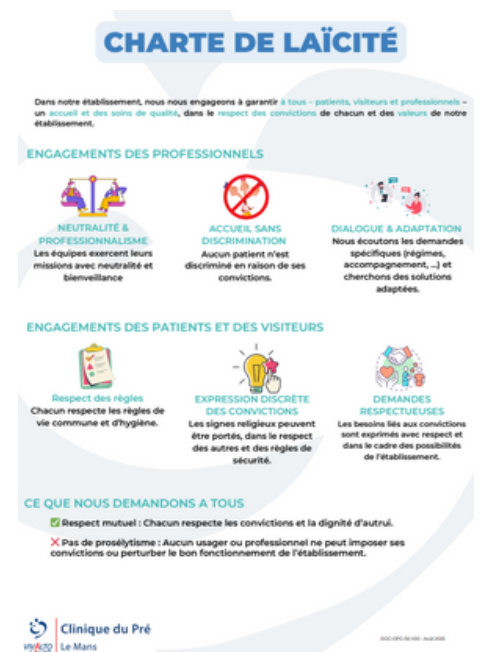 CHARTE DE LAÏCITÉ
Dans notre établissement, nous nous engageons à garantir à tous – patients, visiteurs et professionnels –
un accueil et des soins de qualité, dans le respect des convictions de chacun et des valeurs de notre
établissement.
ENGAGEMENTS DES PROFESSIONNELS
NEUTRALITÉ &
PROFESSIONNALISME
Les équipes exercent leurs
missions avec neutralité et
bienveillance
ACCUEIL SANS
DISCRIMINATION
Aucun patient n'est
discriminé en raison de ses
convictions.
DIALOGUE & ADAPTATION
Nous écoutons les demandes
spécifiques (régimes,
accompagnement, ...) et
cherchons des solutions
adaptées.
ENGAGEMENTS DES PATIENTS ET DES VISITEURS
Respect des règles
Chacun respecte les règles de
vie commune et d'hygiène.
EXPRESSION DISCRÈTE
DES CONVICTIONS
Les signes religieux peuvent
être portés, dans le respect
des autres et des règles de
sécurité.
DEMANDES
RESPECTUEUSES
Les besoins liés aux convictions
sont exprimés avec respect et
dans le cadre des possibilités
de l'établissement.
CE QUE NOUS DEMANDONS A TOUS
✅ Respect mutuel : Chacun respecte les convictions et la dignité d'autrui.
❌ Pas de prosélytisme : Aucun usager ou professionnel ne peut imposer ses
convictions ou perturber le bon fonctionnement de l'établissement.
Clinique du Pré
VIVALTO Le Mans
Août 2025